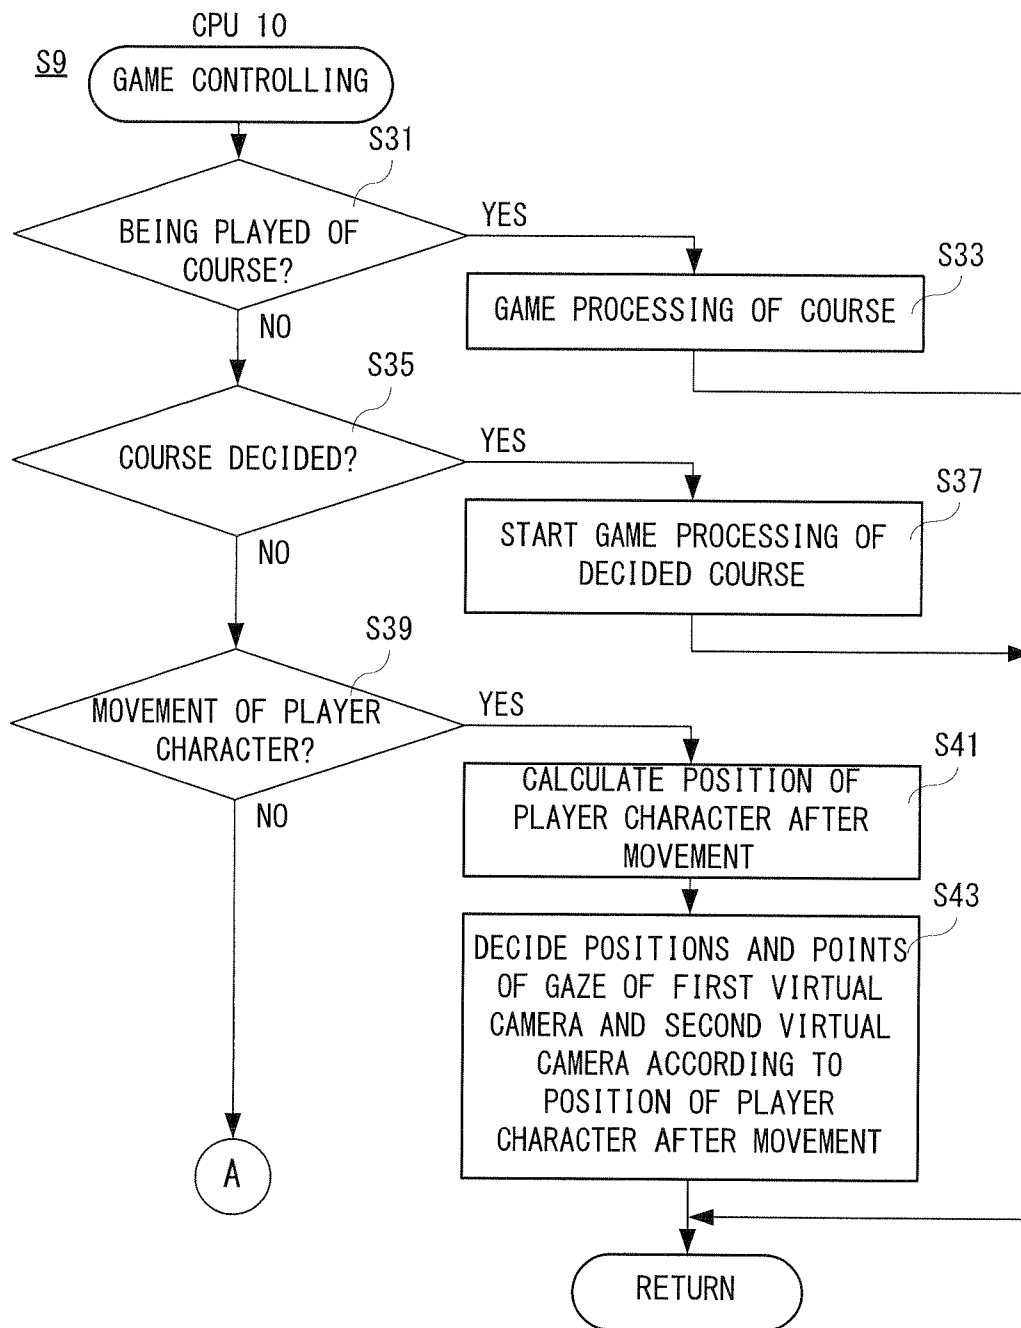 CPU 10
S9
GAME CONTROLLING
S31
BEING PLAYED OF
COURSE?
YES
S33
GAME PROCESSING OF COURSE
NO
S35
COURSE DECIDED?
YES
S37
START GAME PROCESSING OF
DECIDED COURSE
NO
S39
MOVEMENT OF PLAYER
CHARACTER?
YES
S41
CALCULATE POSITION OF
PLAYER CHARACTER AFTER
MOVEMENT
NO
S43
DECIDE POSITIONS AND POINTS
OF GAZE OF FIRST VIRTUAL
CAMERA AND SECOND VIRTUAL
CAMERA ACCORDING TO
POSITION OF PLAYER
CHARACTER AFTER MOVEMENT
A
RETURN